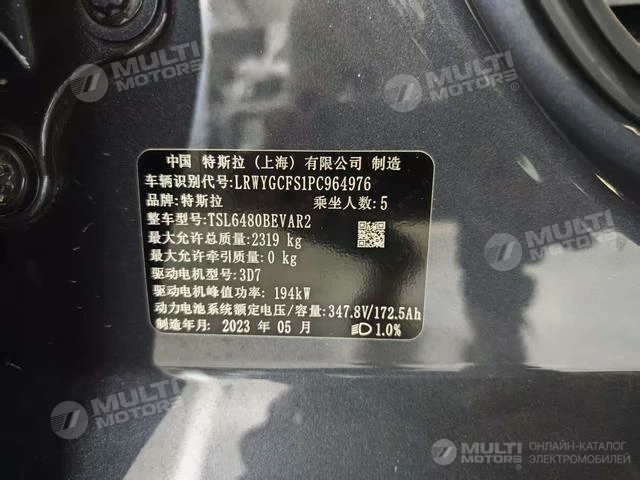 中国 特斯拉 (上海) 有限公司 制造
车辆识别代号:LRWYGCFS1PC964976
品牌:特斯拉 乘坐人数:5
整车型号:TSL6480BEVAR2
最大允许总质量:2319 kg
最大允许牵引质量:0 kg
驱动电机型号:3D7
驱动电机峰值功率:194kW
动力电池系统额定电压/容量:347.8V/172.5Ah
制造年月:2023 年 05 月 1.0%
MULTI MOTORS
MULTI MOTORS
MULTI MOTORS
MULTI MOTORS
MULTI MOTORS
ОНЛАЙН-КАТАЛОГ
ЭЛЕКТРОМОБИЛЕЙ